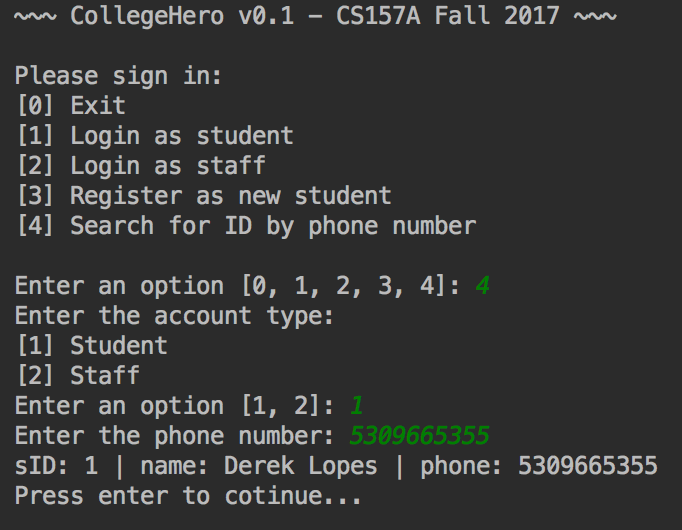 ~~~ CollegeHero v0.1 - CS157A Fall 2017 ~~~
Please sign in:
[0] Exit
[1] Login as student
[2] Login as staff
[3] Register as new student
[4] Search for ID by phone number
Enter an option [0, 1, 2, 3, 4]: 4
Enter the account type:
[1] Student
[2] Staff
Enter an option [1, 2]: 1
Enter the phone number: 5309665355
sID: 1 | name: Derek Lopes | phone: 5309665355
Press enter to cotinue...